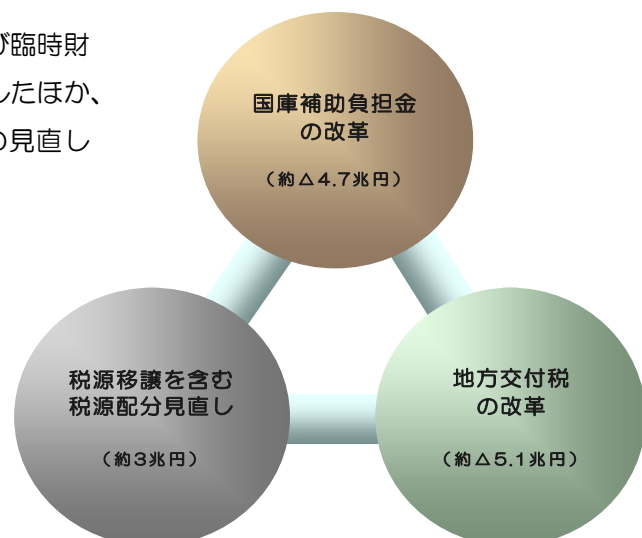 び臨時財
したほか、
の見直し
国庫補助負担金
の改革
（約△4.7兆円）
税源移譲を含む
税源配分見直し
（約3兆円）
地方交付税
の改革
（約△5.1兆円）